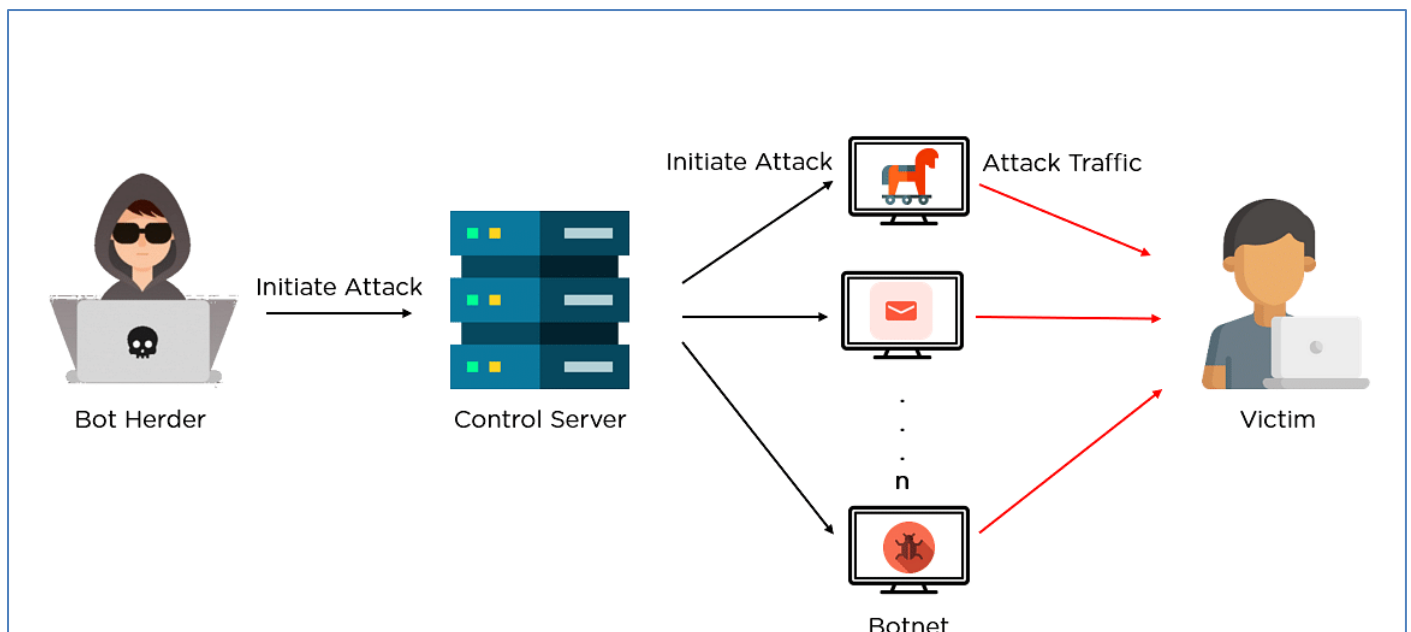 Initiate Attack
Attack Traffic
Initiate Attack
Bot Herder
Control Server
Victim
.
.
.
n
Botnet